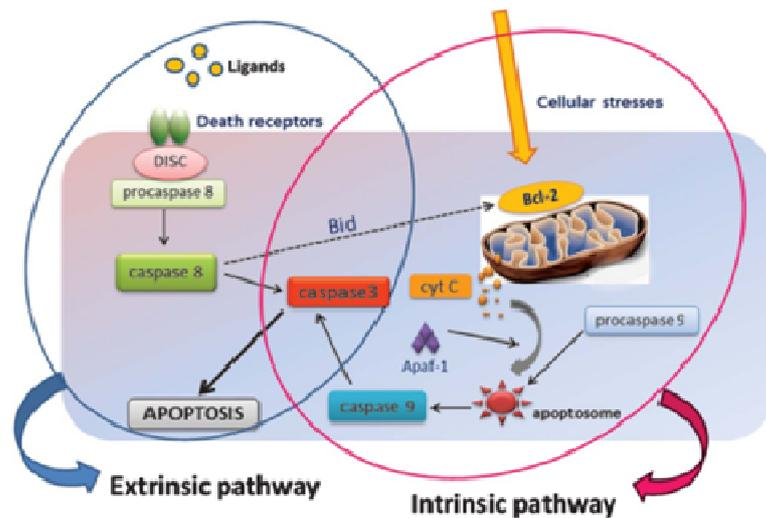 Ligands
Cellular stresses
Death receptors
DISC
procaspase 8
Bcl-2
Bid
caspase 8
caspase3
cyt C
procaspase 9
Apaf-1
APOPTOSIS
caspase 9
apoptosome
Extrinsic pathway
Intrinsic pathway